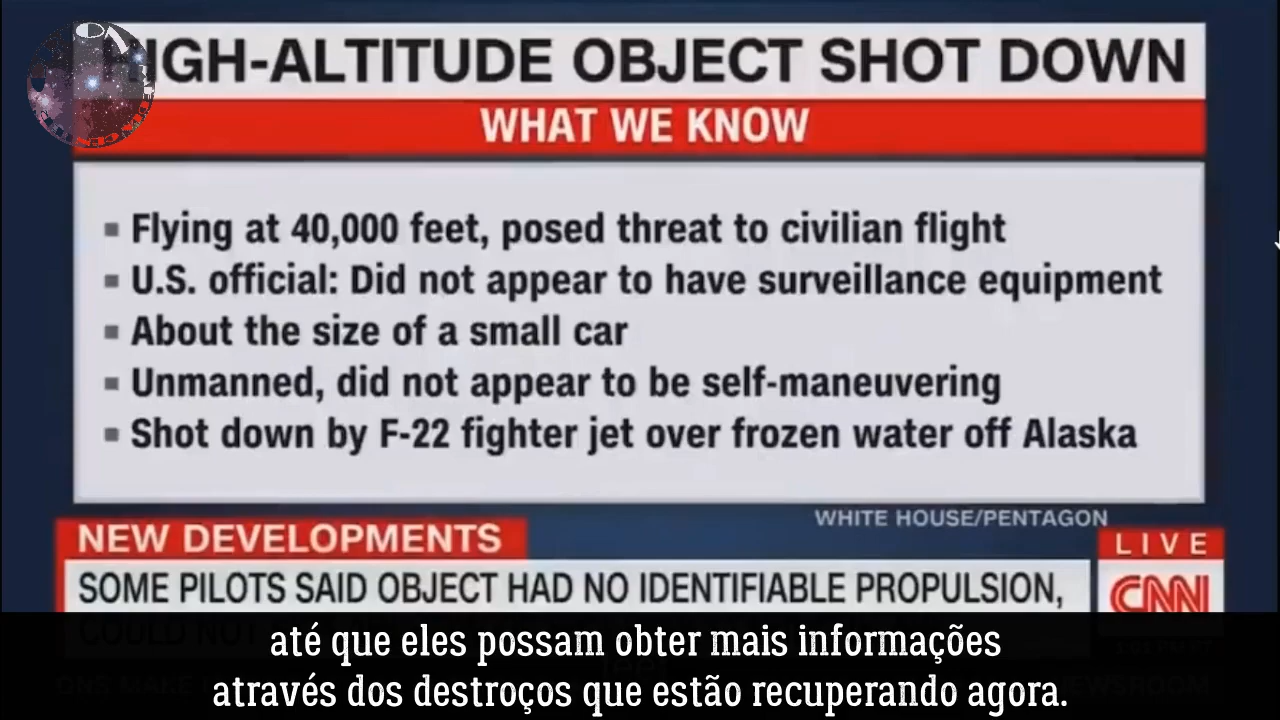 HIGH-ALTITUDE OBJECT SHOT DOWN
WHAT WE KNOW
▪ Flying at 40,000 feet, posed threat to civilian flight
▪ U.S. official: Did not appear to have surveillance equipment
▪ About the size of a small car
▪ Unmanned, did not appear to be self-maneuvering
▪ Shot down by F-22 fighter jet over frozen water off Alaska
WHITE HOUSE/PENTAGON
NEW DEVELOPMENTS
LIVE
SOME PILOTS SAID OBJECT HAD NO IDENTIFIABLE PROPULSION,
CNN
COULD NOT
até que eles possam obter mais informações
através dos destroços que estão recuperando agora.